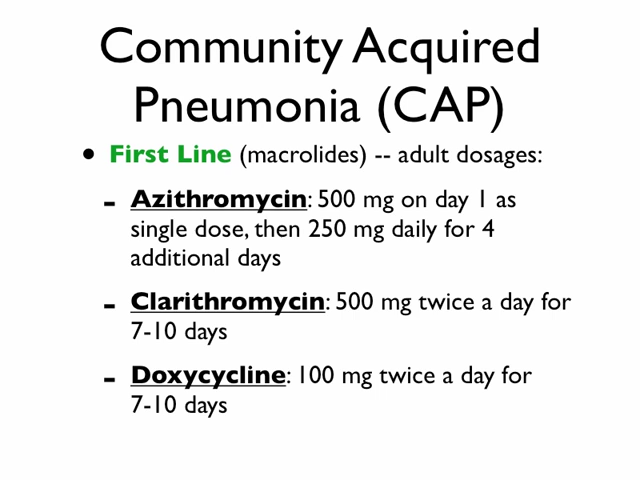 Community Acquired
Pneumonia (CAP)
• First Line (macrolides) -- adult dosages:
- Azithromycin: 500 mg on day 1 as
single dose, then 250 mg daily for 4
additional days
- Clarithromycin: 500 mg twice a day for
7-10 days
- Doxycycline: 100 mg twice a day for
7-10 days